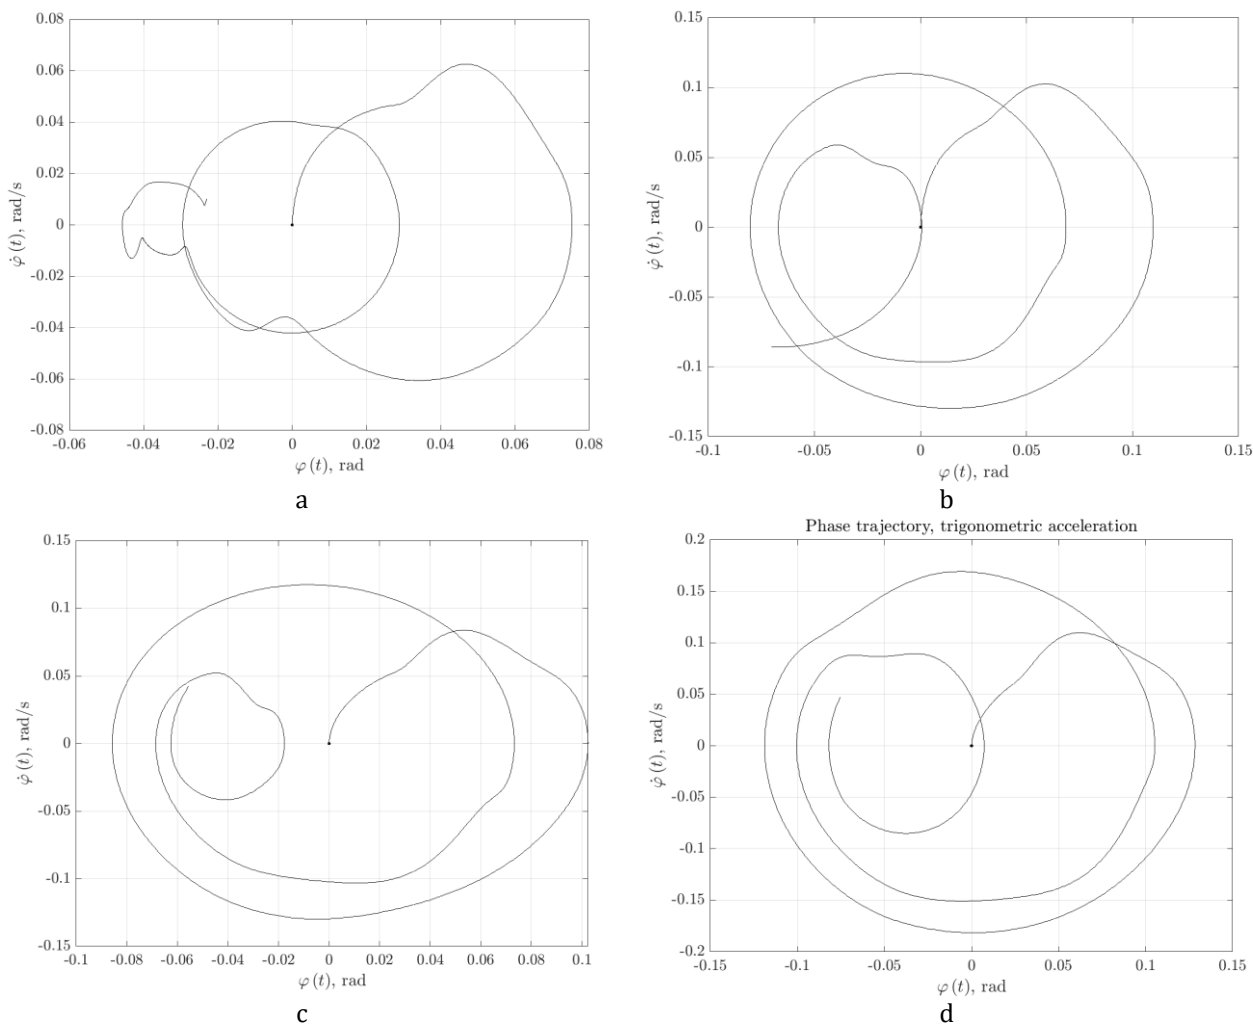 0.08
0.06
0.04
0.02
0
-0.02
-0.04
-0.06
-0.08
φ̇ (t), rad/s
-0.06 -0.04 -0.02 0 0.02 0.04 0.06 0.08
φ (t), rad
a
0.15
0.1
0.05
0
-0.05
-0.1
-0.15
φ̇ (t), rad/s
-0.1 -0.05 0 0.05 0.1 0.15
φ (t), rad
b
0.15
0.1
0.05
0
-0.05
-0.1
-0.15
φ̇ (t), rad/s
-0.1 -0.08 -0.06 -0.04 -0.02 0 0.02 0.04 0.06 0.08 0.1
φ (t), rad
c
Phase trajectory, trigonometric acceleration
0.2
0.15
0.1
0.05
0
-0.05
-0.1
-0.15
-0.2
φ̇ (t), rad/s
-0.15 -0.1 -0.05 0 0.05 0.1 0.15
φ (t), rad
d